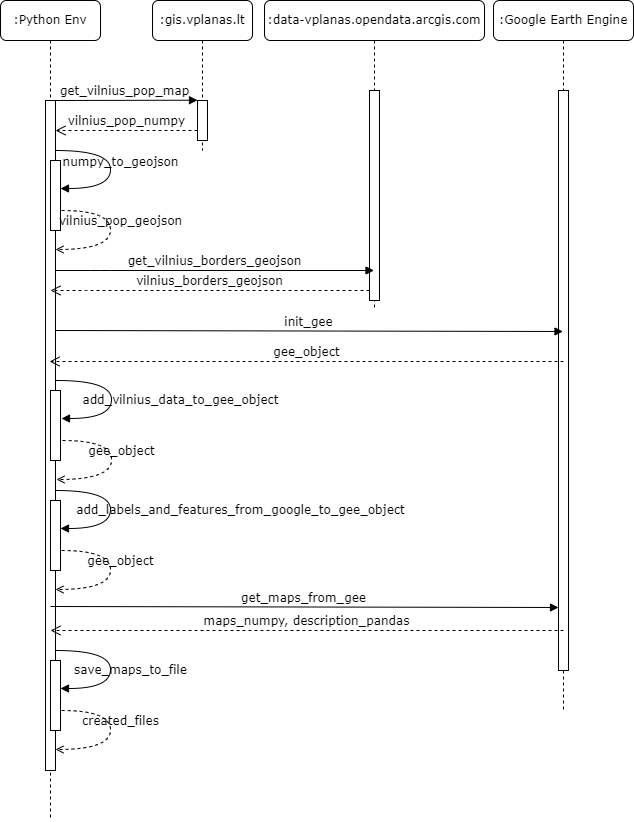 :Python Env
:gis.vplanas.lt
:data-vplanas.opendata.arcgis.com
:Google Earth Engine
get_vilnius_pop_map
vilnius_pop_numpy
numpy_to_geojson
vilnius_pop_geojson
get_vilnius_borders_geojson
vilnius_borders_geojson
init_gee
gee_object
add_vilnius_data_to_gee_object
gee_object
add_labels_and_features_from_google_to_gee_object
gee_object
get_maps_from_gee
maps_numpy, description_pandas
save_maps_to_file
created_files